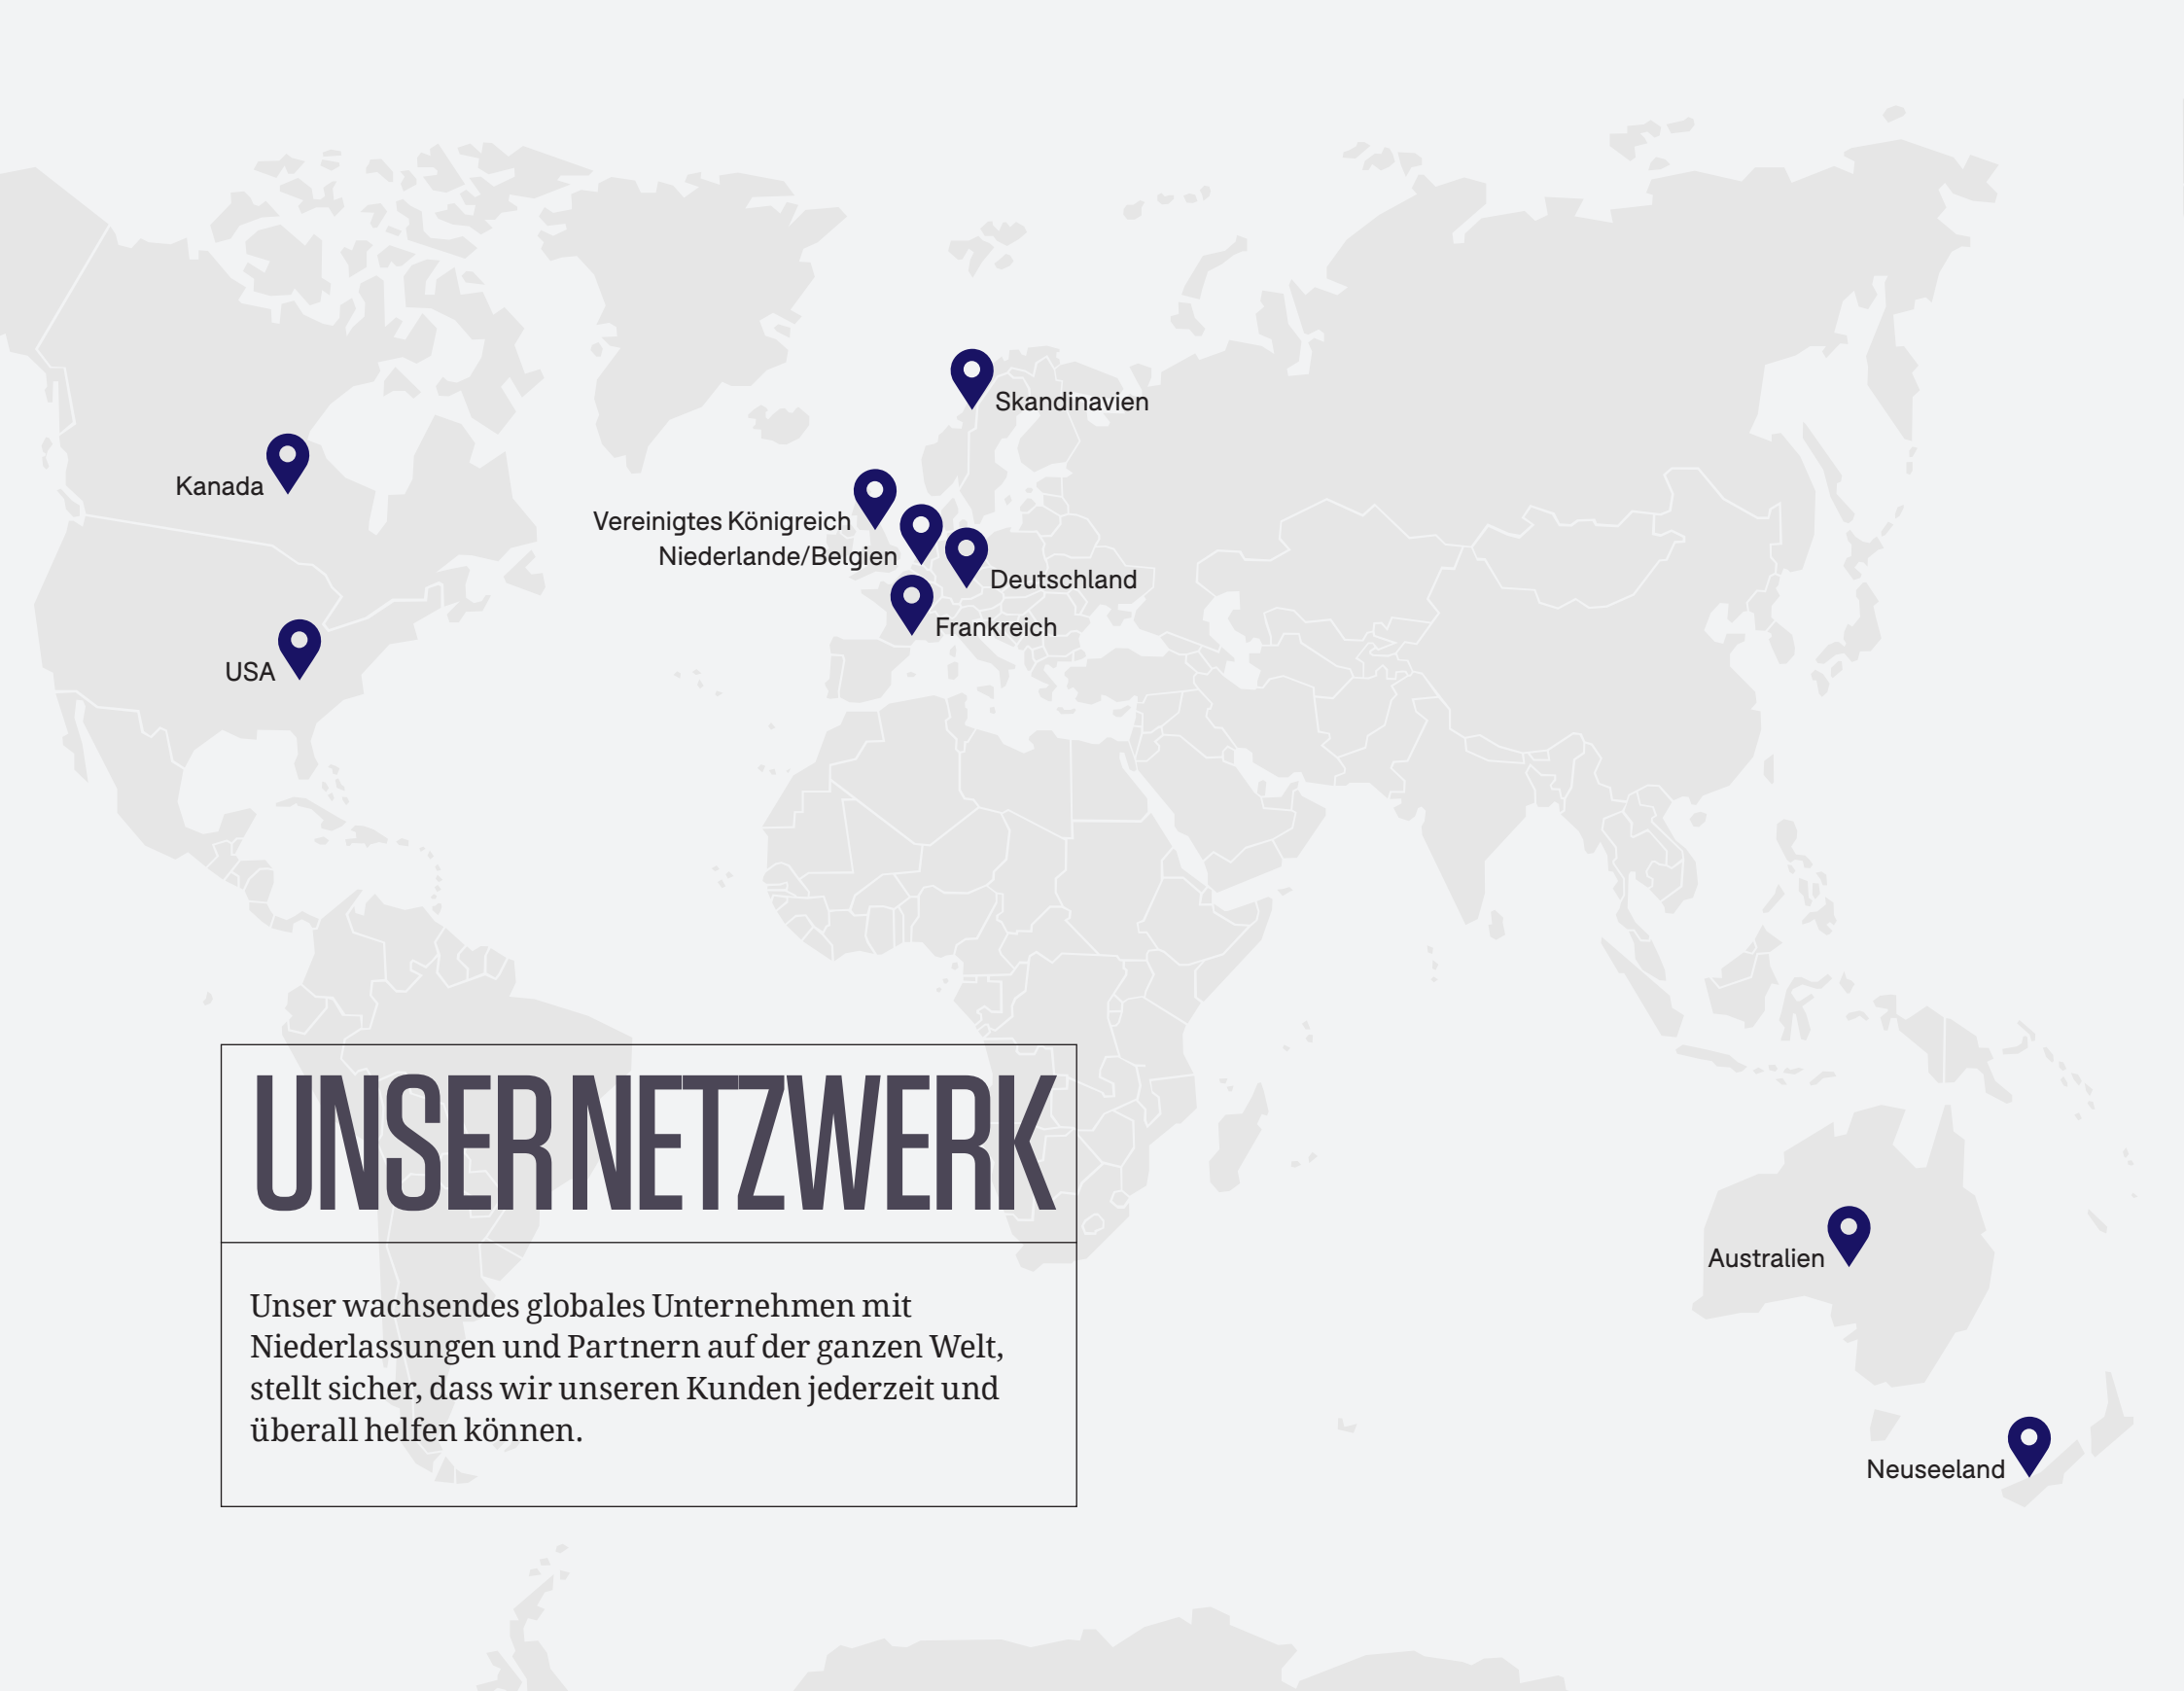 Skandinavien
Kanada
Vereinigtes Königreich
Niederlande/Belgien
Deutschland
Frankreich
USA
UNSER NETZWERK
Unser wachsendes globales Unternehmen mit
Niederlassungen und Partnern auf der ganzen Welt,
stellt sicher, dass wir unseren Kunden jederzeit und
überall helfen können.
Australien
Neuseeland